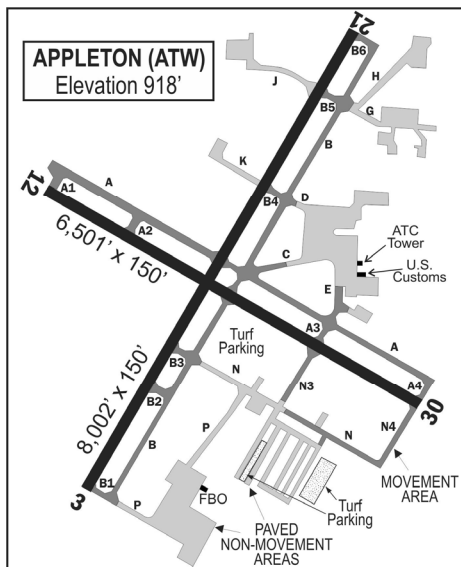 APPLETON (ATW)
Elevation 918’
21
B6
H
J
B5
G
B
K
12
A1
A
B4
D
A2
ATC
Tower
C
6,501’ x 150’
U.S.
Customs
E
Turf
Parking
A3
A
B3
N
N3
A4
30
8,002’ x 150’
B2
P
N4
B
N
MOVEMENT
AREA
3
B1
P
FBO
Turf
Parking
PAVED
NON-MOVEMENT
AREAS